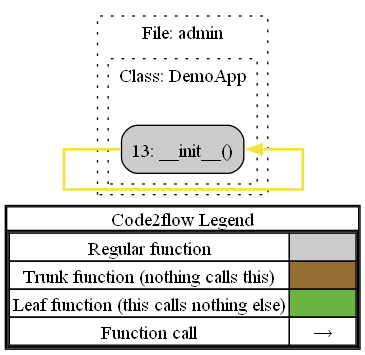 File: admin
Class: DemoApp
13: __init__()
Code2flow Legend
Regular function
Trunk function (nothing calls this)
Leaf function (this calls nothing else)
Function call →